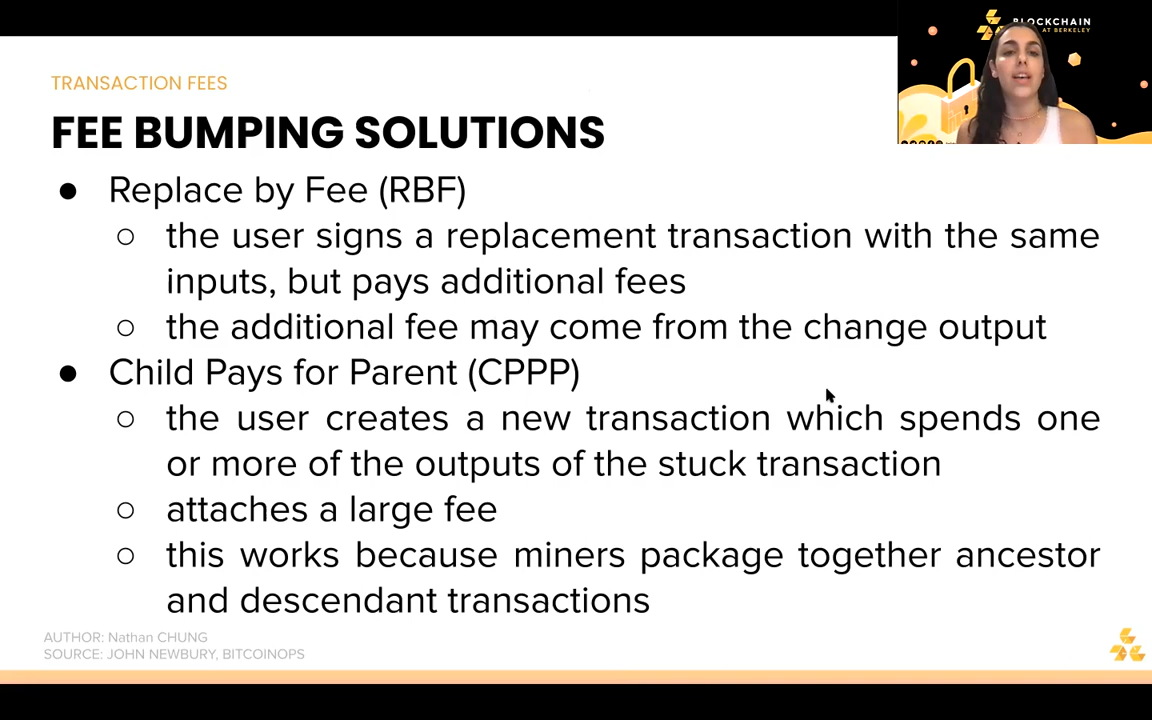 BLOCKCHAIN
AT BERKELEY
TRANSACTION FEES
FEE BUMPING SOLUTIONS
● Replace by Fee (RBF)
○ the user signs a replacement transaction with the same
inputs, but pays additional fees
○ the additional fee may come from the change output
● Child Pays for Parent (CPPP)
○ the user creates a new transaction which spends one
or more of the outputs of the stuck transaction
○ attaches a large fee
○ this works because miners package together ancestor
and descendant transactions
AUTHOR: Nathan CHUNG
SOURCE: JOHN NEWBURY, BITCOINOPS